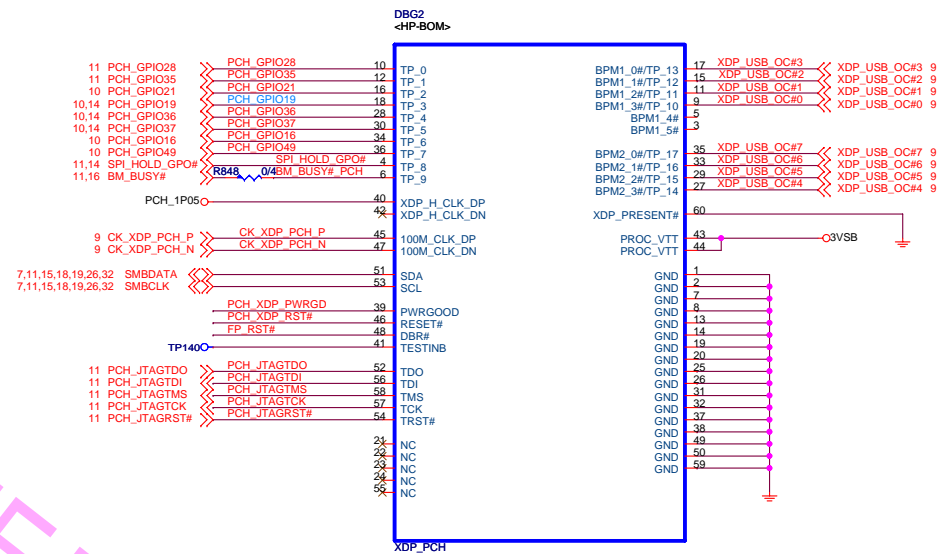 DBG2
<HP-BOM>
11 PCH_GPIO28 PCH_GPIO28 10 TP_0
11 PCH_GPIO35 PCH_GPIO35 12 TP_1
10 PCH_GPIO21 PCH_GPIO21 16 TP_2
10,14 PCH_GPIO19 PCH_GPIO19 18 TP_3
10,14 PCH_GPIO36 PCH_GPIO36 28 TP_4
10,14 PCH_GPIO37 PCH_GPIO37 30 TP_5
10 PCH_GPIO16 PCH_GPIO16 34 TP_6
10 PCH_GPIO49 PCH_GPIO49 36 TP_7
11,14 SPI_HOLD_GPO# SPI_HOLD_GPO# 4 TP_8
11,16 BM_BUSY# R848 0/4 BM_BUSY#_PCH 6 TP_9
PCH_1P05 40 XDP_H_CLK_DP
42 XDP_H_CLK_DN
9 CK_XDP_PCH_P CK_XDP_PCH_P 45 100M_CLK_DP
9 CK_XDP_PCH_N CK_XDP_PCH_N 47 100M_CLK_DN
7,11,15,18,19,26,32 SMBDATA 51 SDA
7,11,15,18,19,26,32 SMBCLK 53 SCL
PCH_XDP_PWRGD 39 PWRGOOD
PCH_XDP_RST# 46 RESET#
FP_RST# 48 DBR#
TP140 41 TESTINB
11 PCH_JTAGTDO PCH_JTAGTDO 52 TDO
11 PCH_JTAGTDI PCH_JTAGTDI 56 TDI
11 PCH_JTAGTMS PCH_JTAGTMS 58 TMS
11 PCH_JTAGTCK PCH_JTAGTCK 57 TCK
11 PCH_JTAGRST# PCH_JTAGRST# 54 TRST#
21 NC
22 NC
23 NC
24 NC
55 NC
BPM1_0#/TP_13 17 XDP_USB_OC#3 XDP_USB_OC#3 9
BPM1_1#/TP_12 15 XDP_USB_OC#2 XDP_USB_OC#2 9
BPM1_2#/TP_11 11 XDP_USB_OC#1 XDP_USB_OC#1 9
BPM1_3#/TP_10 9 XDP_USB_OC#0 XDP_USB_OC#0 9
BPM1_4# 5
BPM1_5# 3
BPM2_0#/TP_17 35 XDP_USB_OC#7 XDP_USB_OC#7 9
BPM2_1#/TP_16 33 XDP_USB_OC#6 XDP_USB_OC#6 9
BPM2_2#/TP_15 29 XDP_USB_OC#5 XDP_USB_OC#5 9
BPM2_3#/TP_14 27 XDP_USB_OC#4 XDP_USB_OC#4 9
XDP_PRESENT# 60
PROC_VTT 43 3VSB
PROC_VTT 44
GND 1
GND 2
GND 7
GND 8
GND 13
GND 14
GND 19
GND 20
GND 25
GND 26
GND 31
GND 32
GND 37
GND 38
GND 49
GND 50
GND 59
XDP_PCH